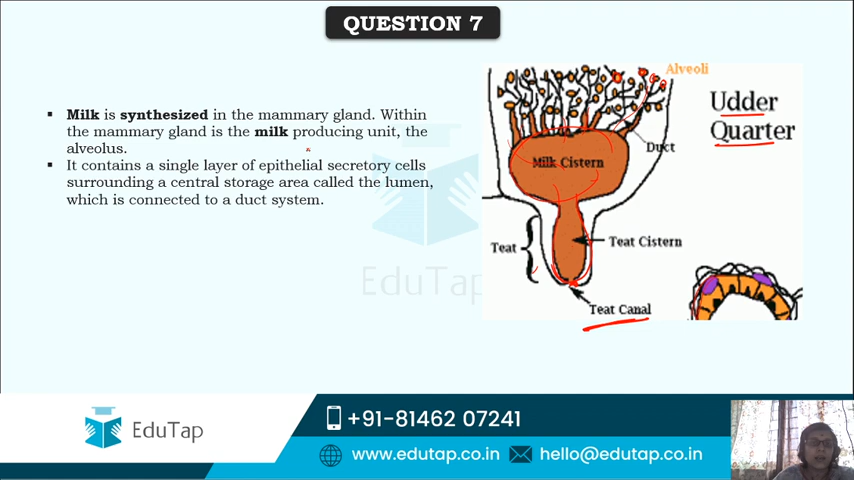 QUESTION 7
▪ Milk is synthesized in the mammary gland. Within
the mammary gland is the milk producing unit, the
alveolus.
▪ It contains a single layer of epithelial secretory cells
surrounding a central storage area called the lumen,
which is connected to a duct system.
Alveoli
Udder
Quarter
Duct
Milk Cistern
Teat
Teat Cistern
Teat Canal
EduTap
EduTap
+91-81462 07241
www.edutap.co.in
hello@edutap.co.in